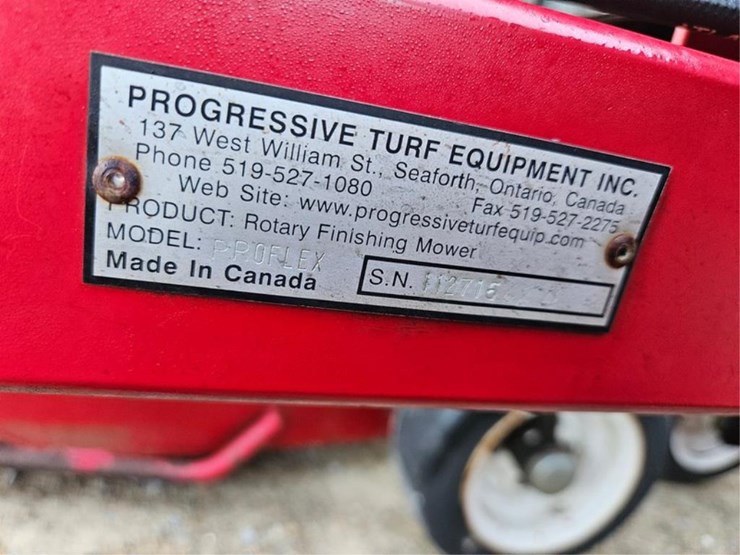 PROGRESSIVE TURF EQUIPMENT INC.
137 West William St., Seaforth, Ontario, Canada
Phone 519-527-1080 Fax 519-527-2275
Web Site: www.progressiveturfequip.com
PRODUCT: Rotary Finishing Mower
MODEL: PROFLEX
Made In Canada S.N.